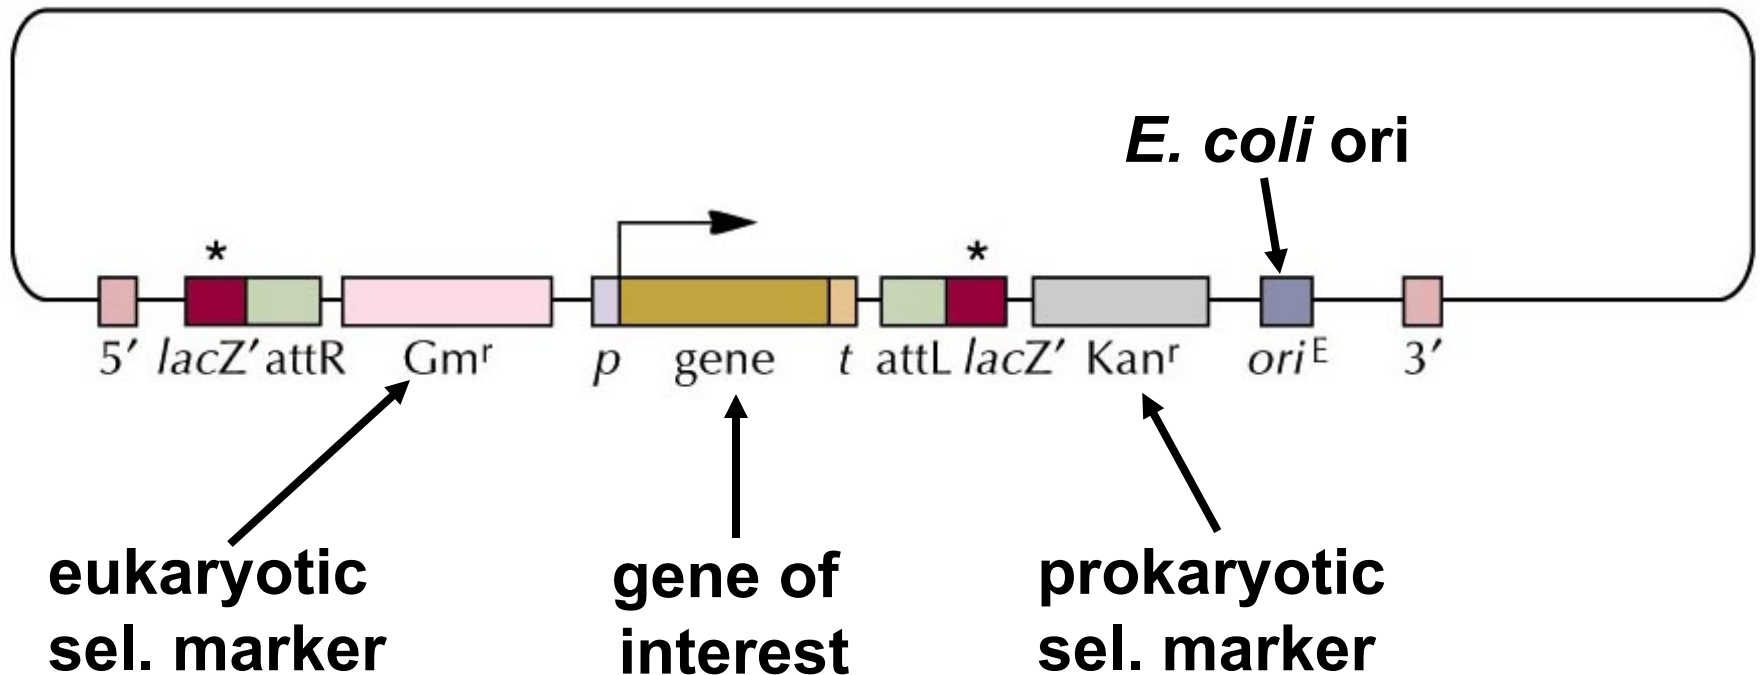 E. coli ori
* *
5′ lacZ′ attR Gmʳ p gene t attL lacZ′ Kanʳ oriᴱ 3′
eukaryotic
sel. marker
gene of
interest
prokaryotic
sel. marker